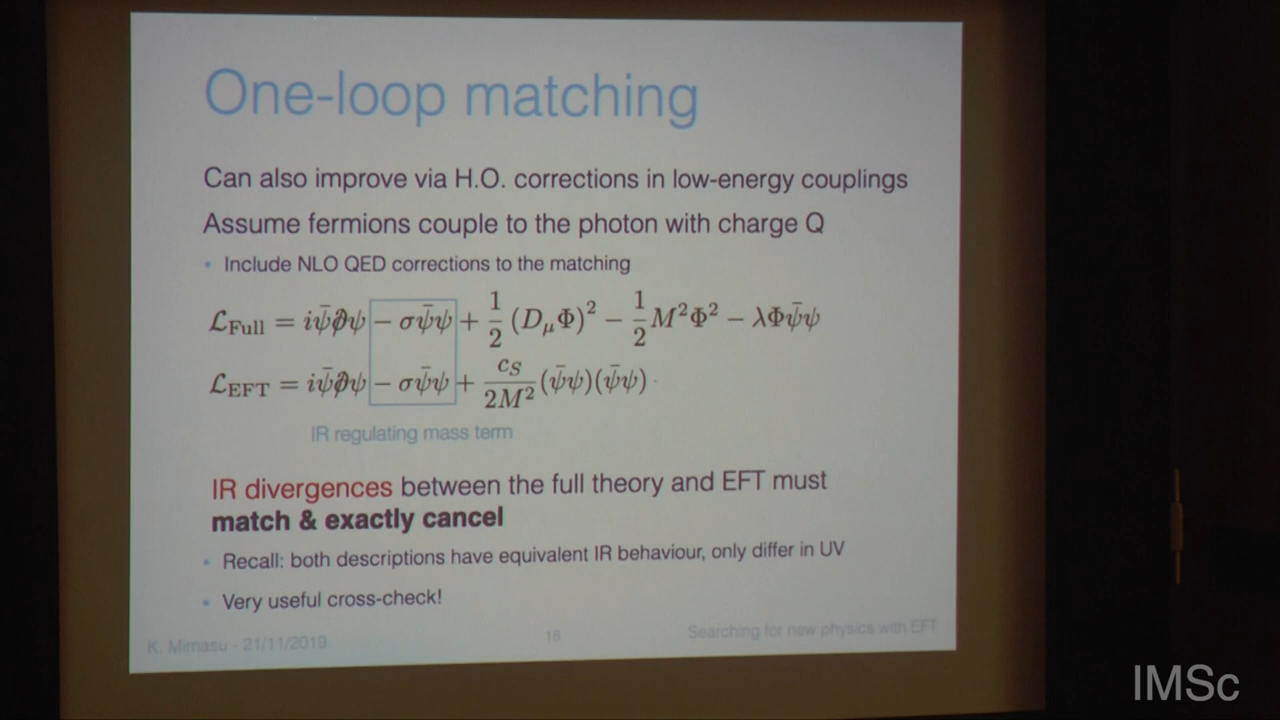 One-loop matching
Can also improve via H.O. corrections in low-energy couplings
Assume fermions couple to the photon with charge Q
• Include NLO QED corrections to the matching
ℒ_Full = iψ̄∂̸ψ − σψ̄ψ + 1/2 (D_μΦ)² − 1/2 M²Φ² − λΦψ̄ψ
ℒ_EFT = iψ̄∂̸ψ − σψ̄ψ + c_S/2M² (ψ̄ψ)(ψ̄ψ)
IR regulating mass term
IR divergences between the full theory and EFT must
match & exactly cancel
• Recall: both descriptions have equivalent IR behaviour, only differ in UV
• Very useful cross-check!
K. Mimasu - 21/11/2019
18
Searching for new physics with EFT
IMSc